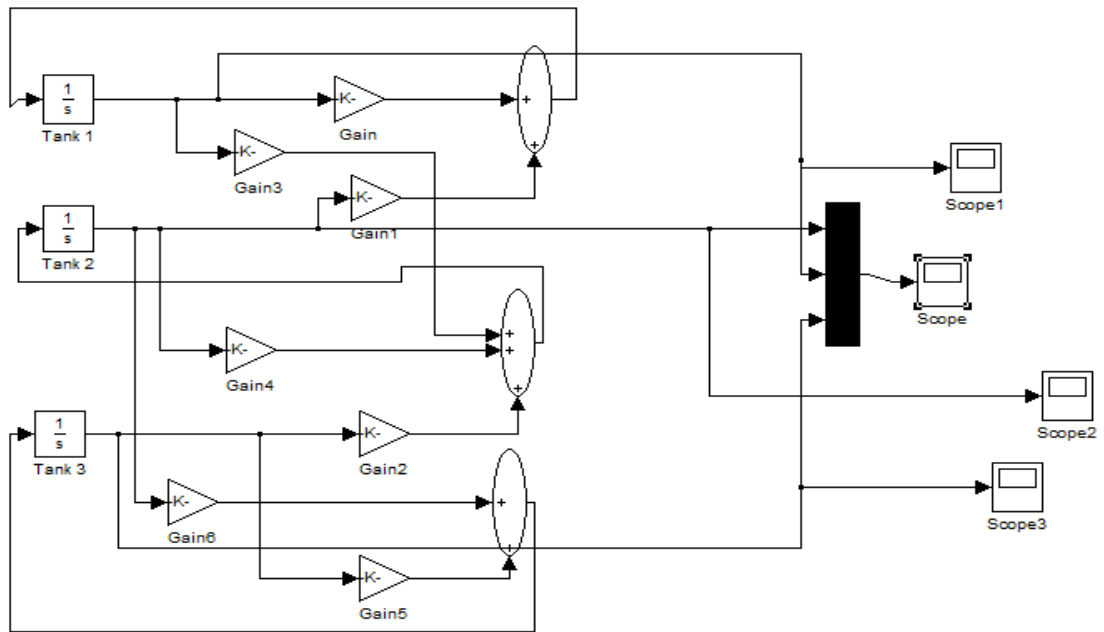 1
s
Tank 1
K-
Gain
+
+
K-
Gain3
K-
Gain1
1
s
Tank 2
Scope1
Scope
+
+
+
K-
Gain4
1
s
Tank 3
K-
Gain2
Scope2
K-
Gain6
+
+
Scope3
K-
Gain5